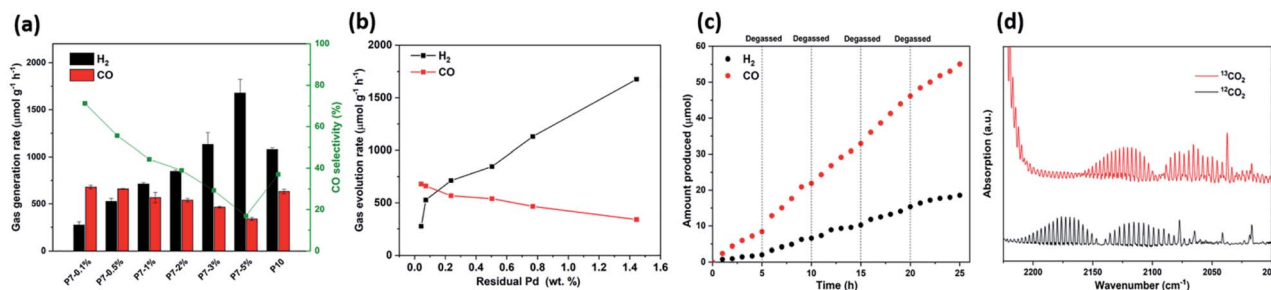 (a)
H2
CO
Gas generation rate (μmol g⁻¹ h⁻¹)
2000
1750
1500
1250
1000
750
500
250
0
100
80
60
40
20
0
CO selectivity (%)
P7-0.1%
P7-0.5%
P7-1%
P7-2%
P7-3%
P7-5%
P10
(b)
H2
CO
Gas evolution rate (μmol g⁻¹ h⁻¹)
2000
1500
1000
500
0
0.0 0.2 0.4 0.6 0.8 1.0 1.2 1.4 1.6
Residual Pd (wt. %)
(c)
Degassed Degassed Degassed Degassed
H2
CO
Amount produced (μmol)
60
50
40
30
20
10
0
0 5 10 15 20 25
Time (h)
(d)
¹³CO2
¹²CO2
Absorption (a.u.)
2200 2150 2100 2050
Wavenumber (cm⁻¹)